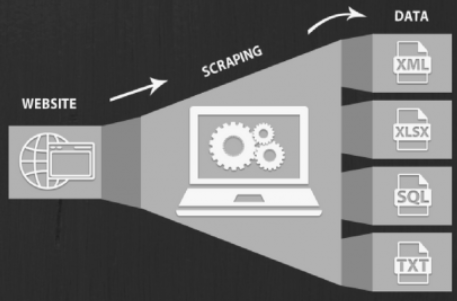 WEBSITE
SCRAPING
DATA
XML
XLSX
SQL
TXT